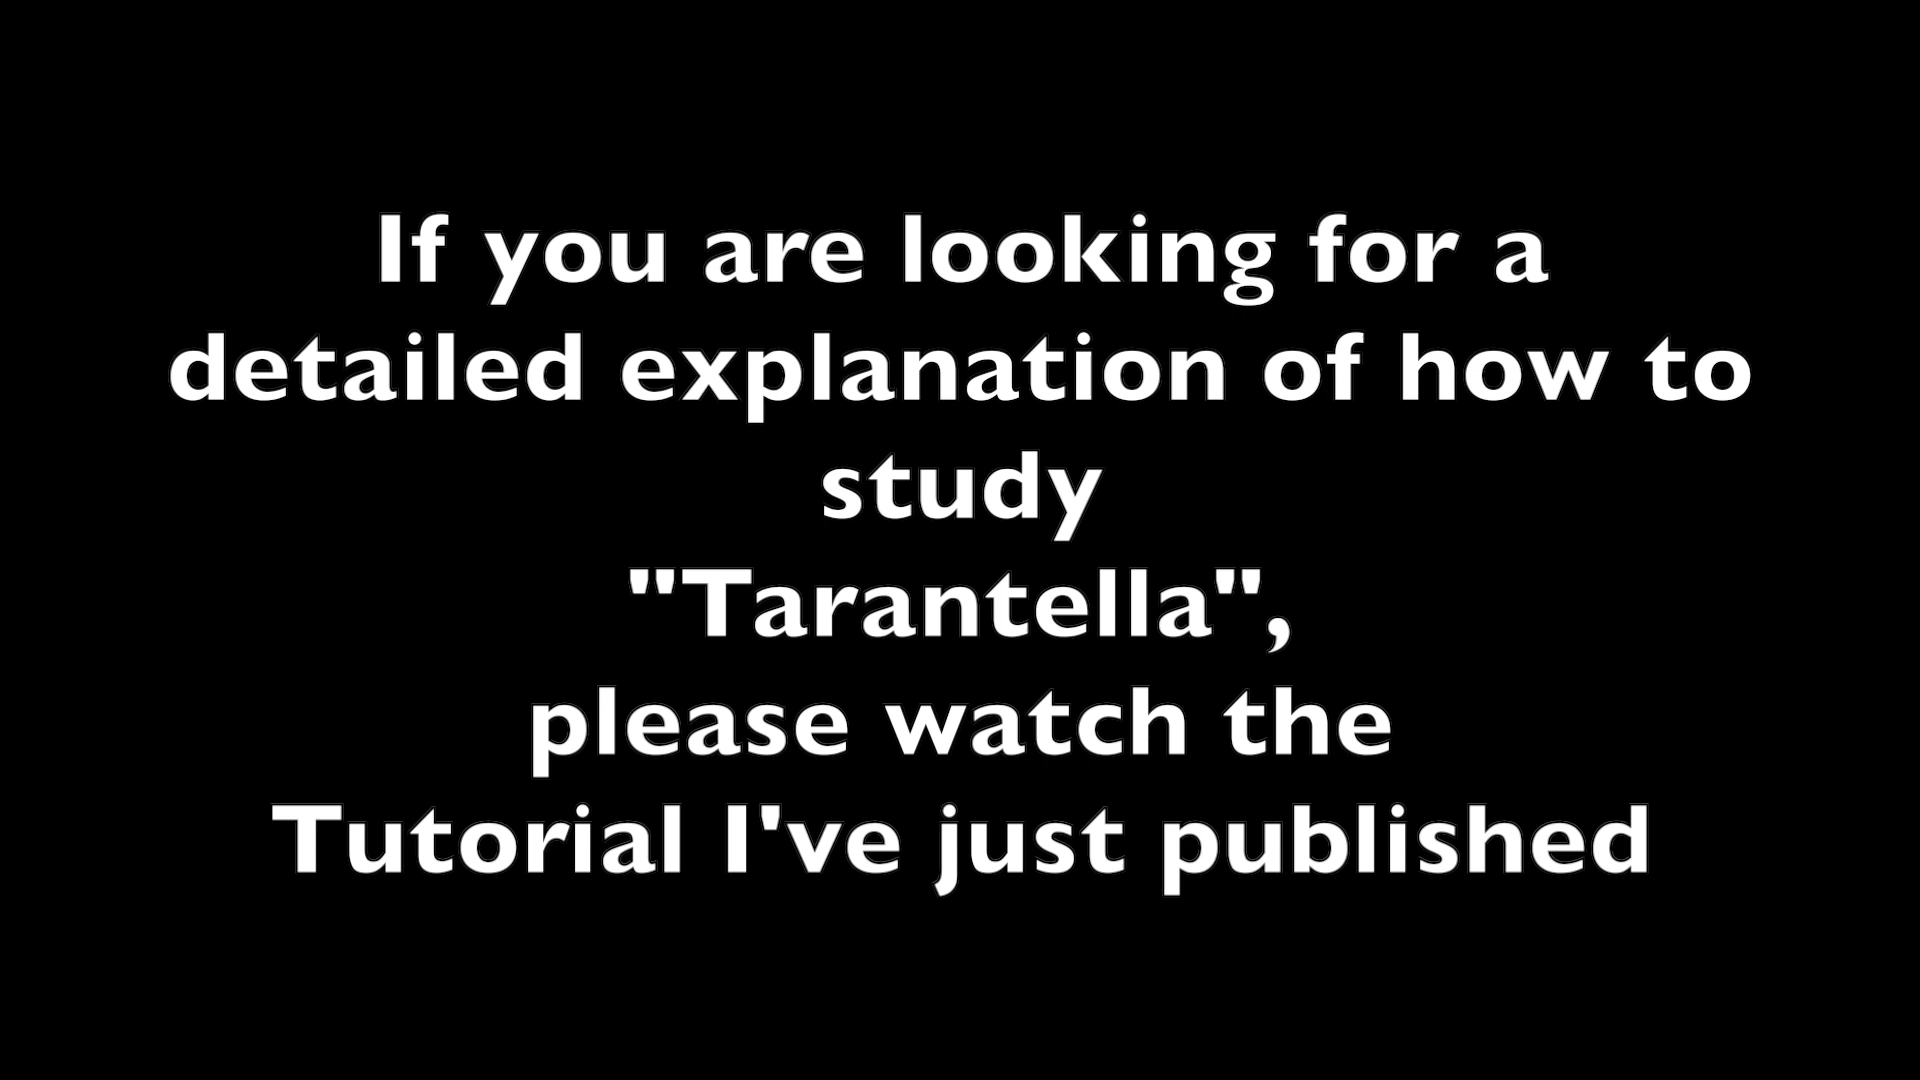 If you are looking for a
detailed explanation of how to
study
"Tarantella",
please watch the
Tutorial I've just published